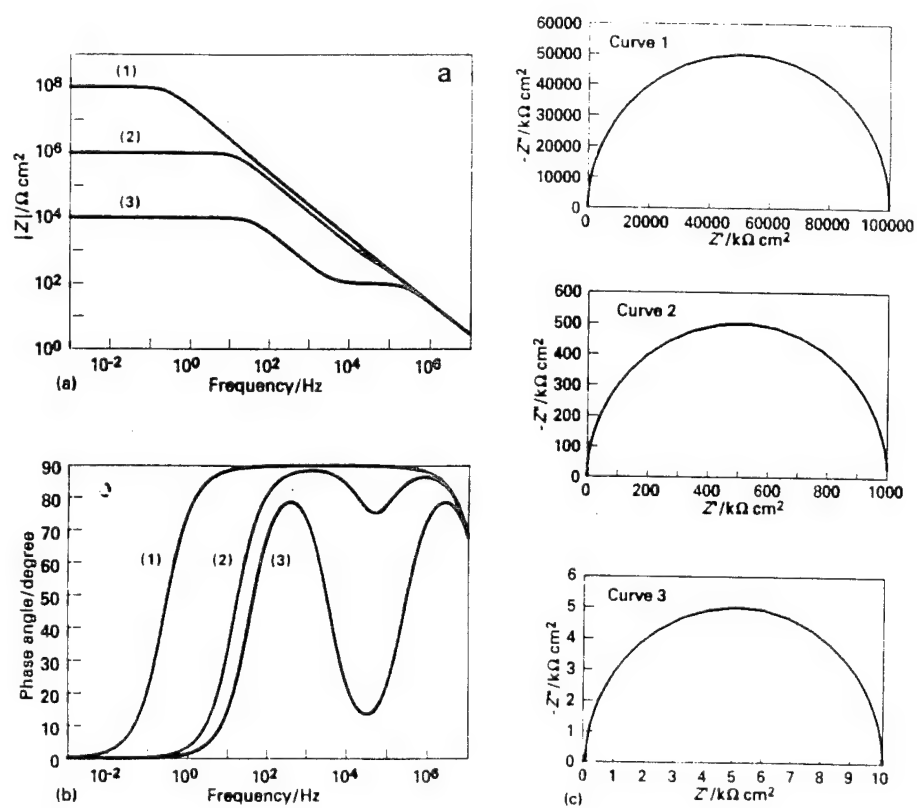 a
(1)
(2)
(3)
10⁸
10⁶
10⁴
10²
10⁰
|Z|/Ω cm²
10⁻² 10⁰ 10² 10⁴ 10⁶
(a)
Frequency/Hz
90
80
70
60
50
40
30
20
10
0
Phase angle/degree
(1)
(2)
(3)
10⁻² 10⁰ 10² 10⁴ 10⁶
(b)
Frequency/Hz
Curve 1
60000
50000
40000
30000
20000
10000
0
-Z"/kΩ cm²
0 20000 40000 60000 80000 100000
Z'/kΩ cm²
Curve 2
600
500
400
300
200
100
0
-Z"/kΩ cm²
0 200 400 600 800 1000
Z'/kΩ cm²
Curve 3
6
5
4
3
2
1
0
-Z"/kΩ cm²
0 1 2 3 4 5 6 7 8 9 10
(c)
Z'/kΩ cm²